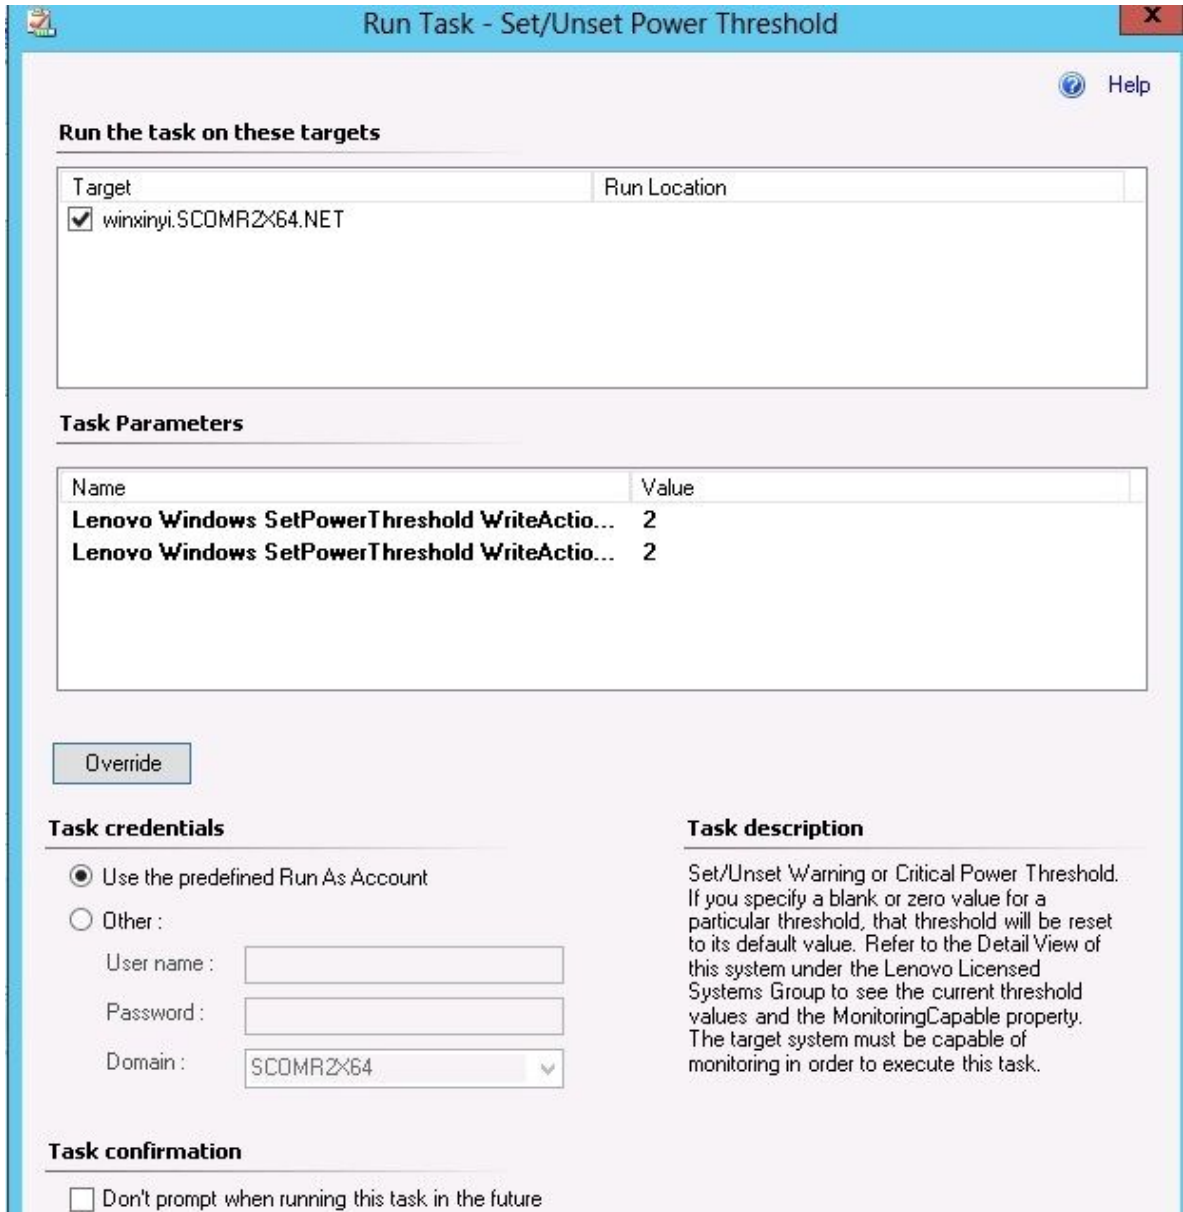 Run Task - Set/Unset Power Threshold
x
Help
Run the task on these targets
Target Run Location
winxinyi.SCOMR2X64.NET
Task Parameters
Name Value
Lenovo Windows SetPowerThreshold WriteActio... 2
Lenovo Windows SetPowerThreshold WriteActio... 2
Override
Task credentials
Use the predefined Run As Account
Other :
User name :
Password :
Domain : SCOMR2X64
Task description
Set/Unset Warning or Critical Power Threshold.
If you specify a blank or zero value for a
particular threshold, that threshold will be reset
to its default value. Refer to the Detail View of
this system under the Lenovo Licensed
Systems Group to see the current threshold
values and the MonitoringCapable property.
The target system must be capable of
monitoring in order to execute this task.
Task confirmation
Don't prompt when running this task in the future